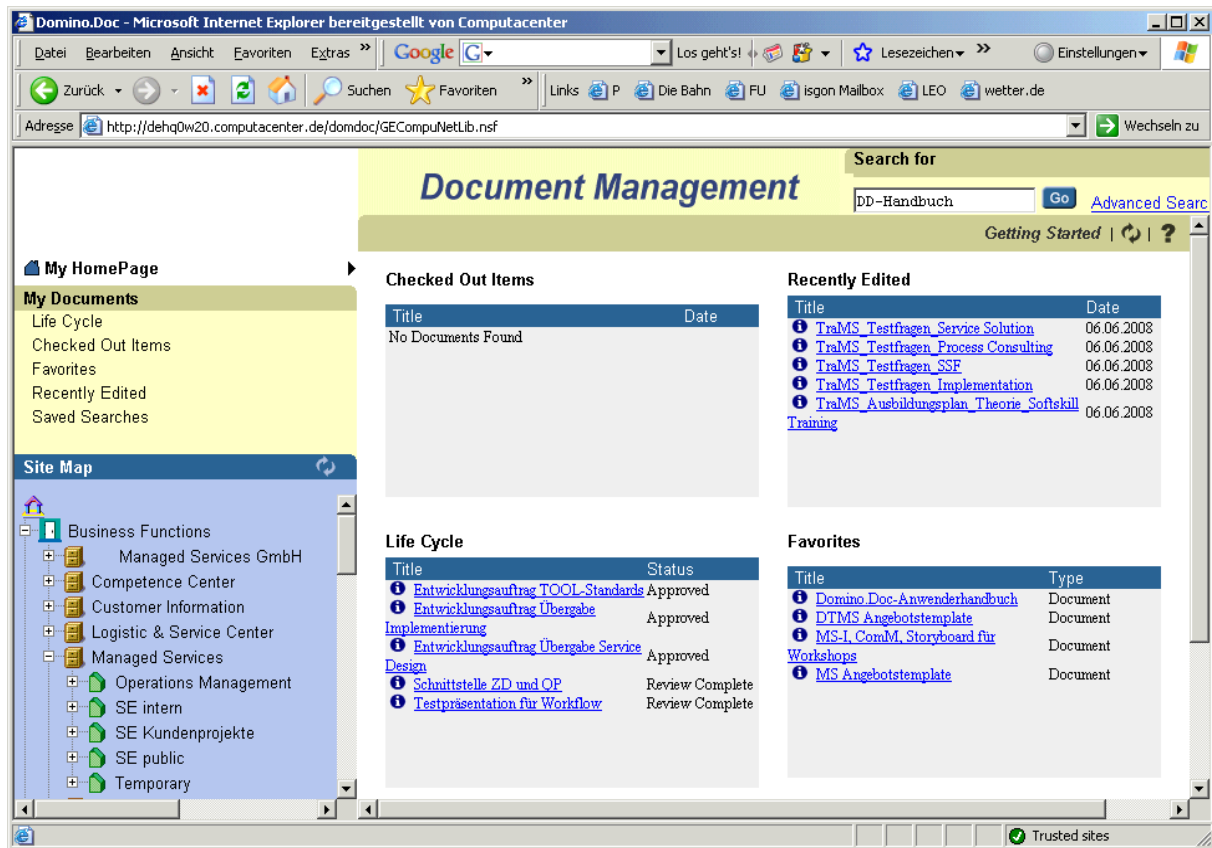 Domino.Doc - Microsoft Internet Explorer bereitgestellt von Computacenter
Datei Bearbeiten Ansicht Favoriten Extras » Google G Los geht's! Lesezeichen » Einstellungen
Zurück Suchen Favoriten » Links P Die Bahn FU isgon Mailbox LEO wetter.de
Adresse http://dehq0w20.computacenter.de/domdoc/GECompuNetLib.nsf Wechseln zu
Document Management
Search for
DD-Handbuch Go Advanced Searc
Getting Started | | ?
My HomePage
My Documents
Life Cycle
Checked Out Items
Favorites
Recently Edited
Saved Searches
Site Map
Business Functions
Managed Services GmbH
Competence Center
Customer Information
Logistic & Service Center
Managed Services
Operations Management
SE intern
SE Kundenprojekte
SE public
Temporary
Checked Out Items
Title Date
No Documents Found
Recently Edited
Title Date
TraMS_Testfragen_Service Solution 06.06.2008
TraMS_Testfragen_Process Consulting 06.06.2008
TraMS_Testfragen_SSF 06.06.2008
TraMS_Testfragen_Implementation 06.06.2008
TraMS_Ausbildungsplan_Theorie_Softskill
Training 06.06.2008
Life Cycle
Title Status
Entwicklungsauftrag TOOL-Standards Approved
Entwicklungsauftrag Übergabe
Implementierung Approved
Entwicklungsauftrag Übergabe Service
Design Approved
Schnittstelle ZD und QP Review Complete
Testpräsentation für Workflow Review Complete
Favorites
Title Type
Domino.Doc-Anwenderhandbuch Document
DTMS Angebotstemplate Document
MS-I, ComM, Storyboard für
Workshops Document
MS Angebotstemplate Document
Trusted sites